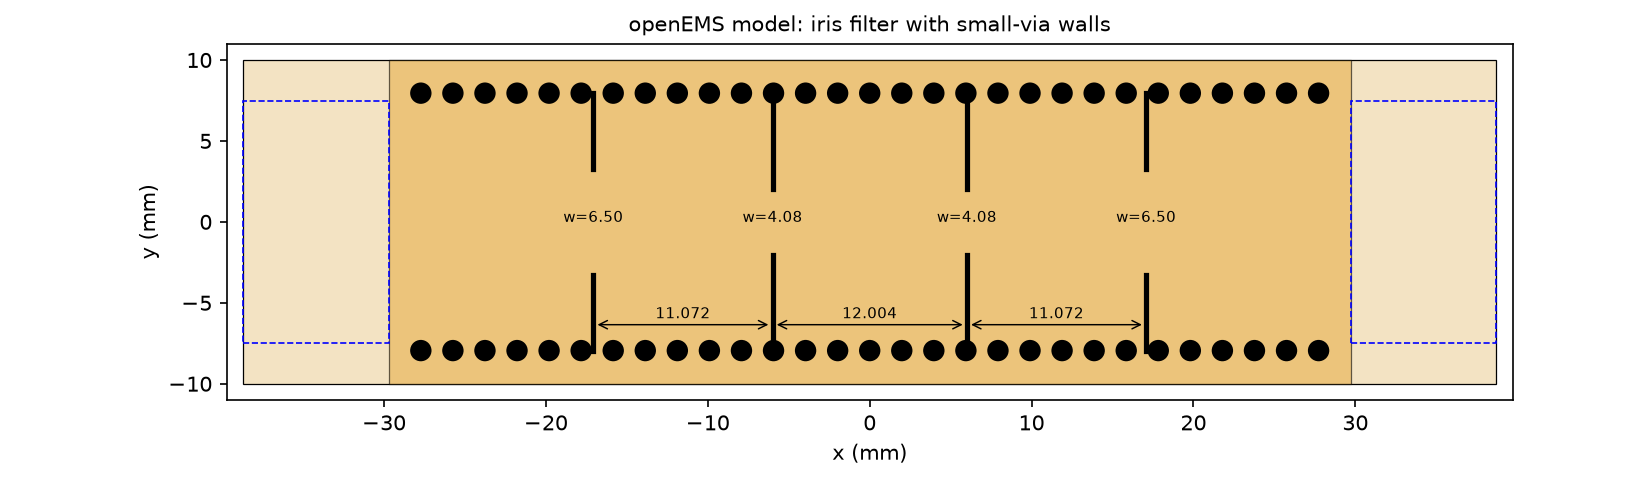 openEMS model: iris filter with small-via walls
10
5
0
−5
−10
y (mm)
w=6.50 w=4.08 w=4.08 w=6.50
11.072 12.004 11.072
−30 −20 −10 0 10 20 30
x (mm)